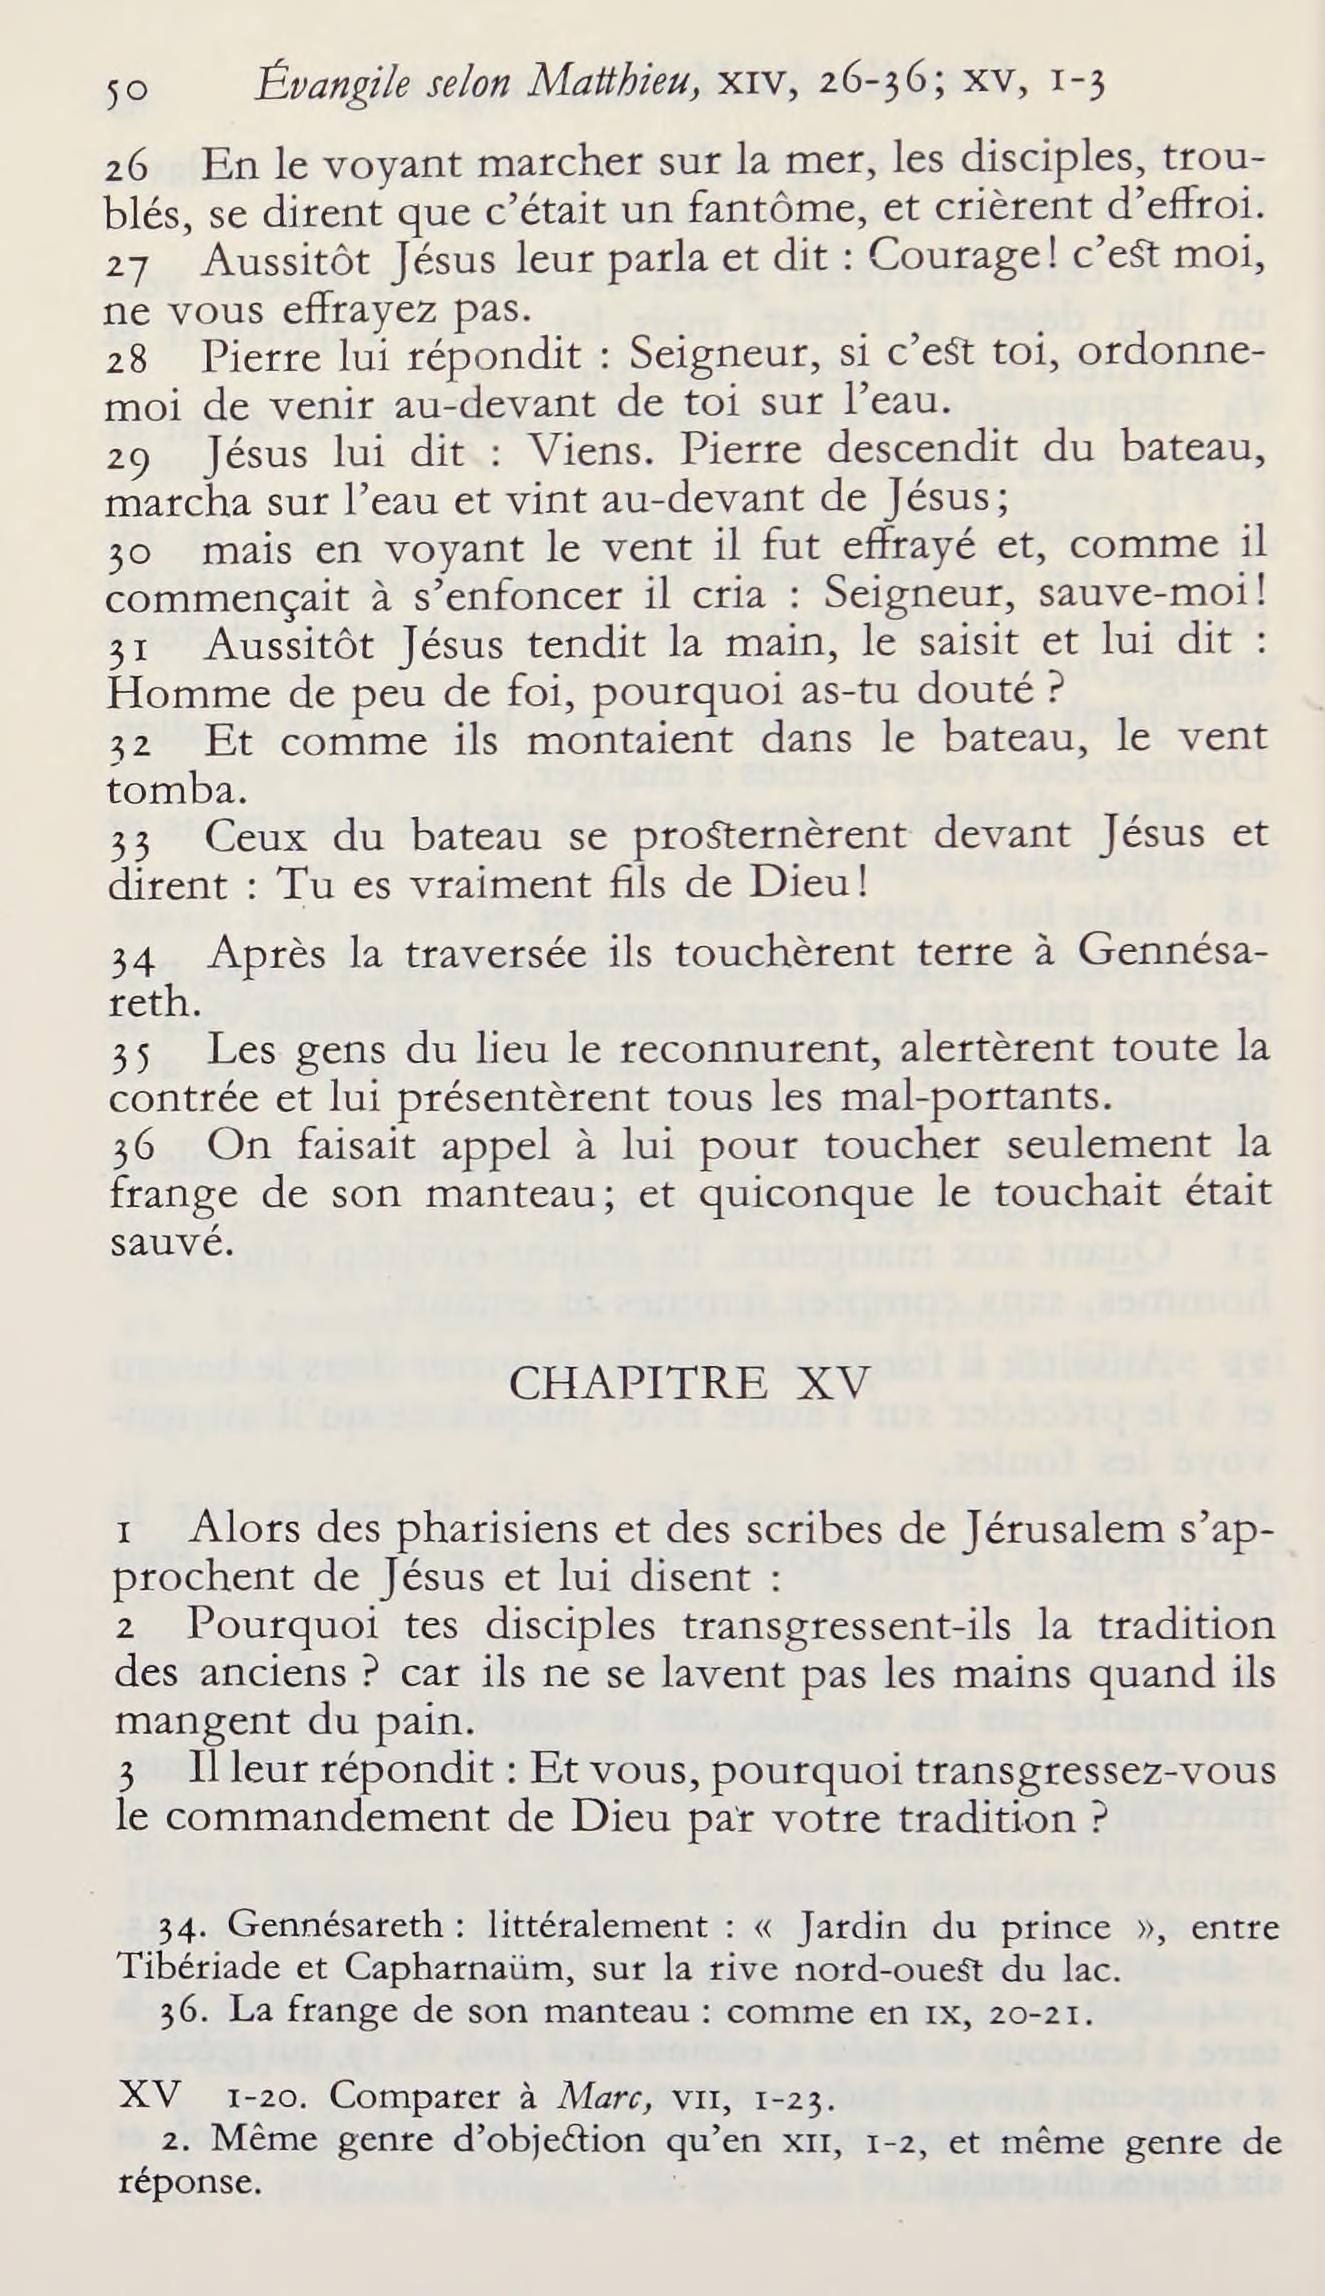 50 Évangile selon Matthieu, XIV, 26-36; XV, 1-3
26 En le voyant marcher sur la mer, les disciples, trou-
blés, se dirent que c’était un fantôme, et crièrent d’effroi.
27 Aussitôt Jésus leur parla et dit : Courage! c’est moi,
ne vous effrayez pas.
28 Pierre lui répondit : Seigneur, si c’est toi, ordonne-
moi de venir au-devant de toi sur l’eau.
29 Jésus lui dit : Viens. Pierre descendit du bateau,
marcha sur l’eau et vint au-devant de Jésus;
30 mais en voyant le vent il fut effrayé et, comme il
commençait à s’enfoncer il cria : Seigneur, sauve-moi!
31 Aussitôt Jésus tendit la main, le saisit et lui dit :
Homme de peu de foi, pourquoi as-tu douté ?
32 Et comme ils montaient dans le bateau, le vent
tomba.
33 Ceux du bateau se prosternèrent devant Jésus et
dirent : Tu es vraiment fils de Dieu!
34 Après la traversée ils touchèrent terre à Gennésa-
reth.
35 Les gens du lieu le reconnurent, alertèrent toute la
contrée et lui présentèrent tous les mal-portants.
36 On faisait appel à lui pour toucher seulement la
frange de son manteau; et quiconque le touchait était
sauvé.
CHAPITRE XV
1 Alors des pharisiens et des scribes de Jérusalem s’ap-
prochent de Jésus et lui disent :
2 Pourquoi tes disciples transgressent-ils la tradition
des anciens ? car ils ne se lavent pas les mains quand ils
mangent du pain.
3 Il leur répondit : Et vous, pourquoi transgressez-vous
le commandement de Dieu par votre tradition ?
34. Gennésareth : littéralement : « Jardin du prince », entre
Tibériade et Capharnaüm, sur la rive nord-ouest du lac.
36. La frange de son manteau : comme en IX, 20-21.
XV 1-20. Comparer à Marc, VII, 1-23.
2. Même genre d’objection qu’en XII, 1-2, et même genre de
réponse.